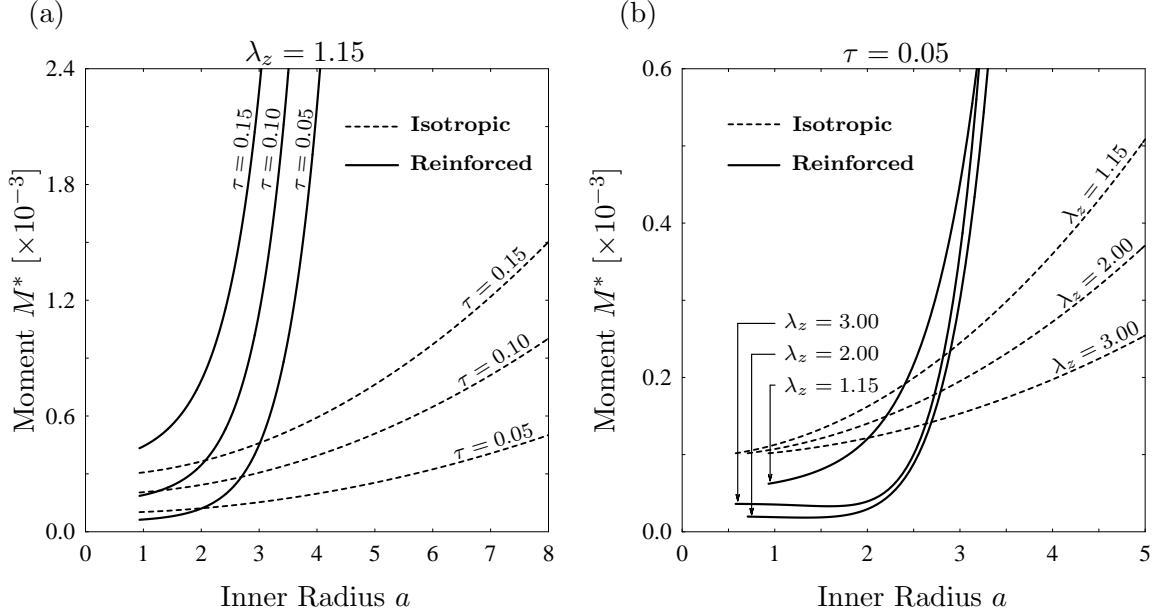 (a)
λz = 1.15
Moment M* [×10−3]
2.4
1.8
1.2
0.6
0.0
τ = 0.15
τ = 0.10
τ = 0.05
Isotropic
Reinforced
τ = 0.15
τ = 0.10
τ = 0.05
0 1 2 3 4 5 6 7 8
Inner Radius a
(b)
τ = 0.05
Moment M* [×10−3]
0.6
0.4
0.2
0.0
Isotropic
Reinforced
λz = 1.15
λz = 2.00
λz = 3.00
λz = 3.00
λz = 2.00
λz = 1.15
0 1 2 3 4 5
Inner Radius a